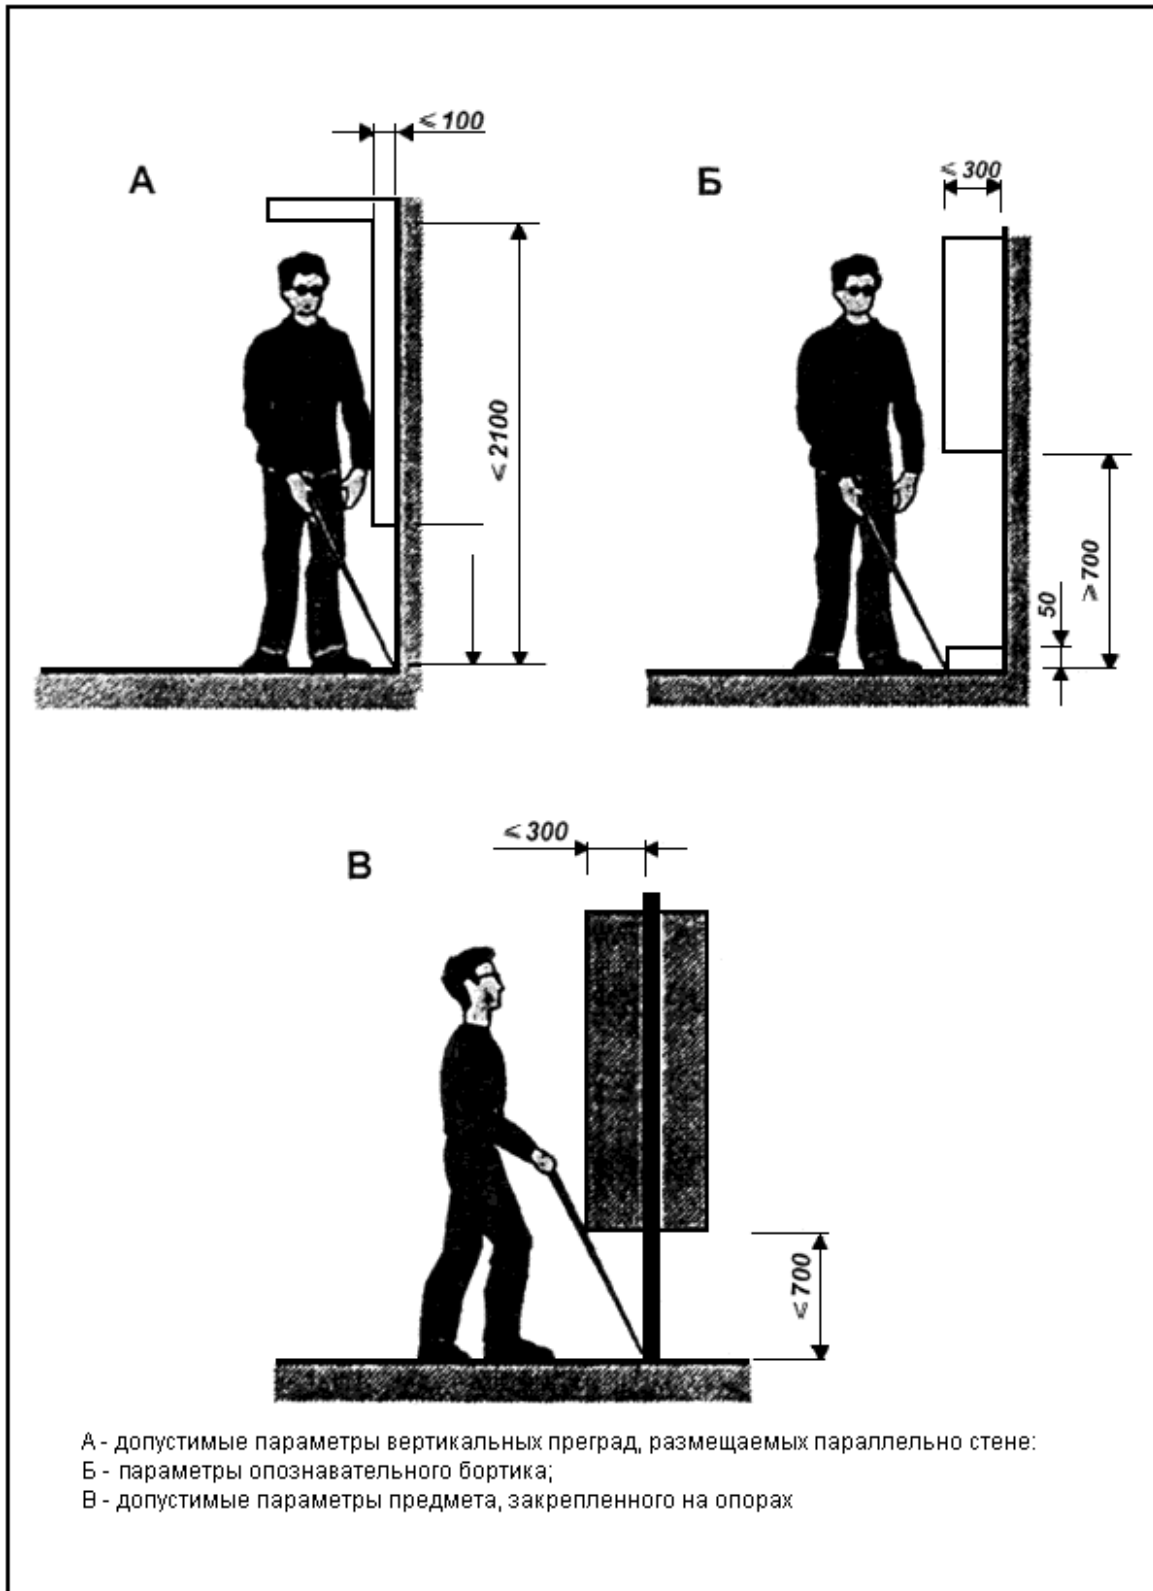 ≤ 100
А
Б
≤ 300
< 2100
≥ 700
50
≤ 300
В
≤ 700
А - допустимые параметры вертикальных преград, размещаемых параллельно стене:
Б - параметры опознавательного бортика;
В - допустимые параметры предмета, закрепленного на опорах